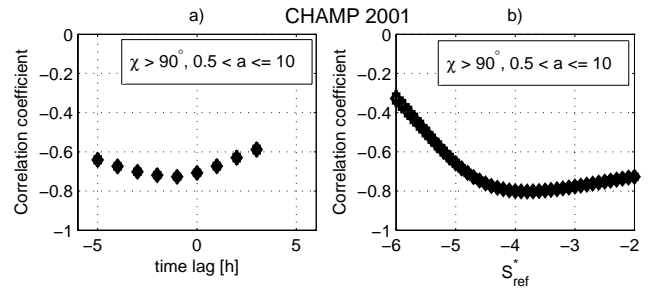 CHAMP 2001
a)
χ > 90°, 0.5 < a <= 10
Correlation coefficient
0
−0.2
−0.4
−0.6
−0.8
−1
−5
0
5
time lag [h]
b)
χ > 90°, 0.5 < a <= 10
Correlation coefficient
0
−0.2
−0.4
−0.6
−0.8
−1
−6
−5
−4
−3
−2
S*ref